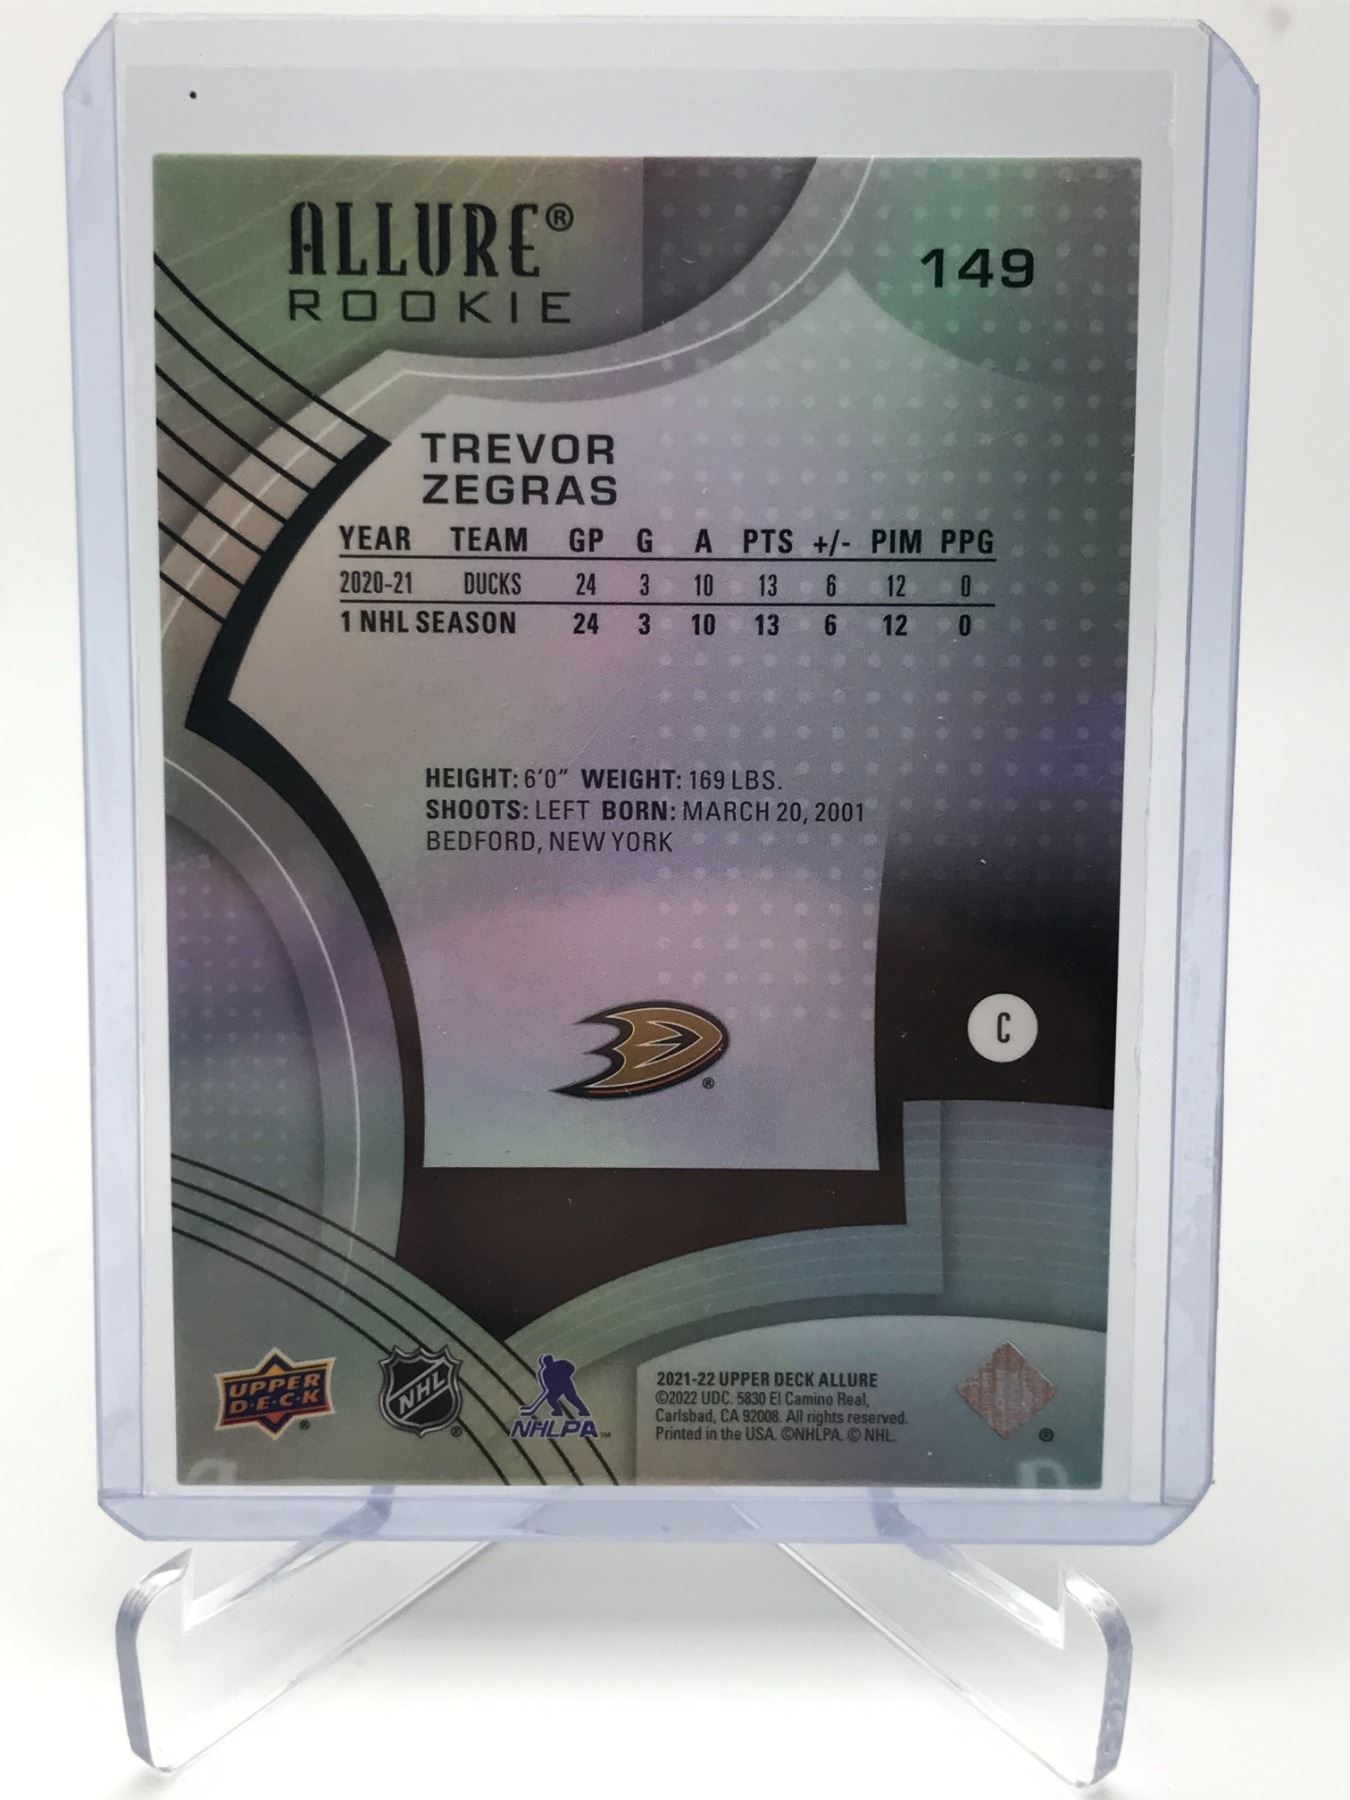 ALLURE®
ROOKIE
149
TREVOR
ZEGRAS
YEAR TEAM GP G A PTS +/- PIM PPG
2020-21 DUCKS 24 3 10 13 6 12 0
1 NHL SEASON 24 3 10 13 6 12 0
HEIGHT: 6'0" WEIGHT: 169 LBS.
SHOOTS: LEFT BORN: MARCH 20, 2001
BEDFORD, NEW YORK
®
C
UPPER
D·E·C·K
®
NHL
®
NHLPA™
2021-22 UPPER DECK ALLURE
©2022 UDC. 5830 El Camino Real,
Carlsbad, CA 92008. All rights reserved.
Printed in the USA. ©NHLPA. © NHL.
®